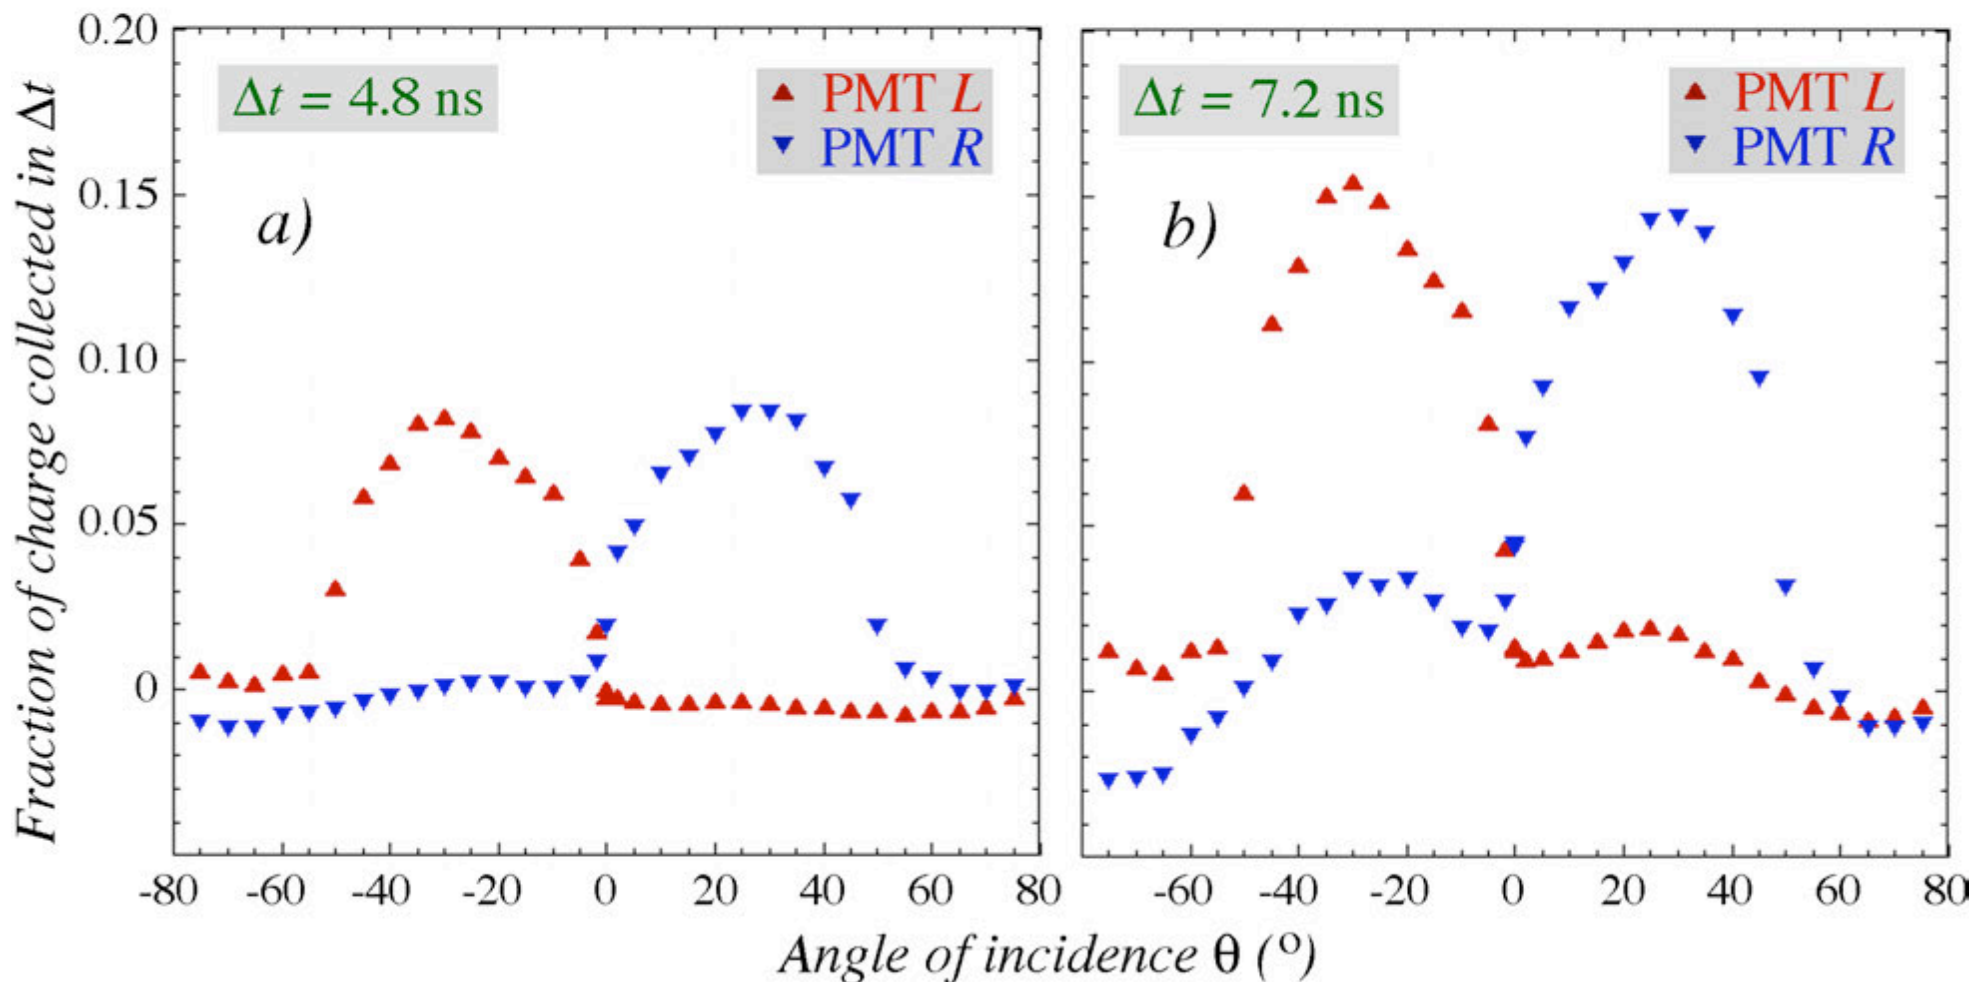 Fraction of charge collected in Δt
0.20
0.15
0.10
0.05
0
Δt = 4.8 ns
PMT L
PMT R
a)
-80 -60 -40 -20 0 20 40 60 80
Δt = 7.2 ns
PMT L
PMT R
b)
-60 -40 -20 0 20 40 60 80
Angle of incidence θ (°)